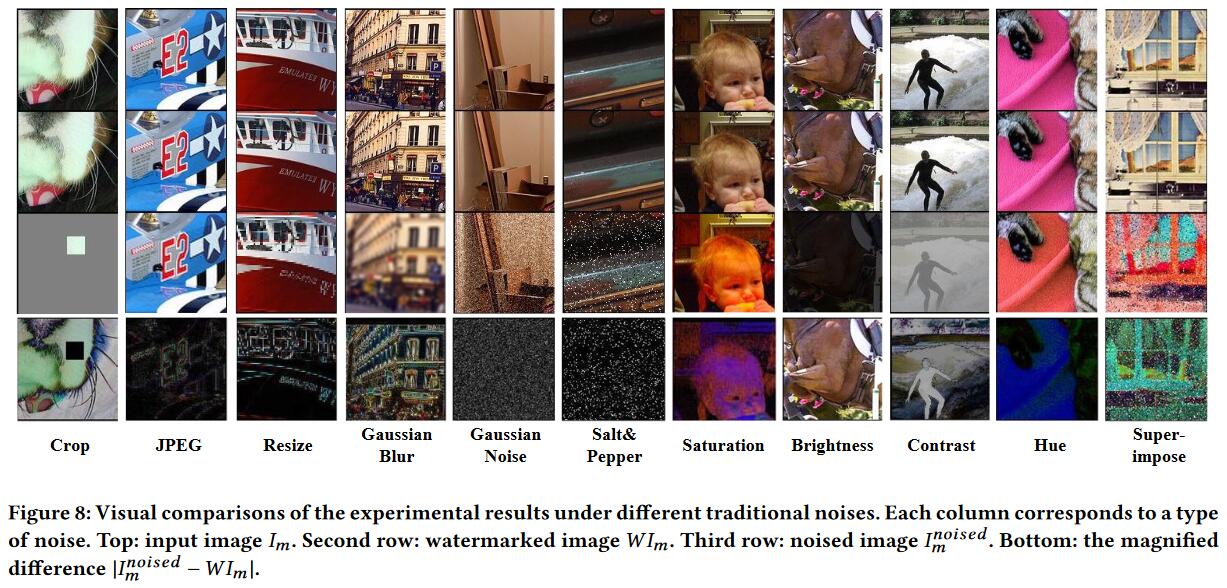 E2
EMULATES WY
P
E2
EMULATES WY
P
E2
Crop
JPEG
Resize
Gaussian
Blur
Gaussian
Noise
Salt&
Pepper
Saturation
Brightness
Contrast
Hue
Super-
impose
Figure 8: Visual comparisons of the experimental results under different traditional noises. Each column corresponds to a type
of noise. Top: input image I_m. Second row: watermarked image WI_m. Third row: noised image I_m^{noised}. Bottom: the magnified
difference |I_m^{noised} − WI_m|.